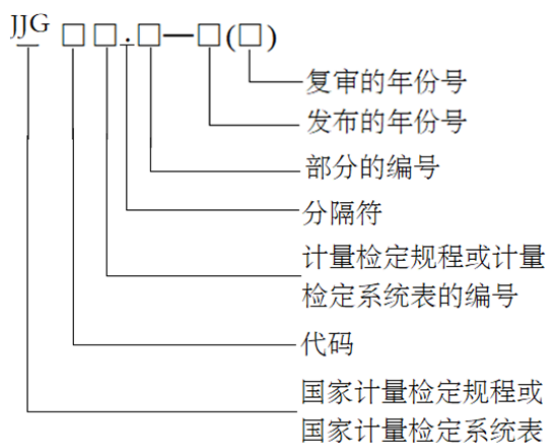 JJG □□.□—□(□)
复审的年份号
发布的年份号
部分的编号
分隔符
计量检定规程或计量
检定系统表的编号
代码
国家计量检定规程或
国家计量检定系统表